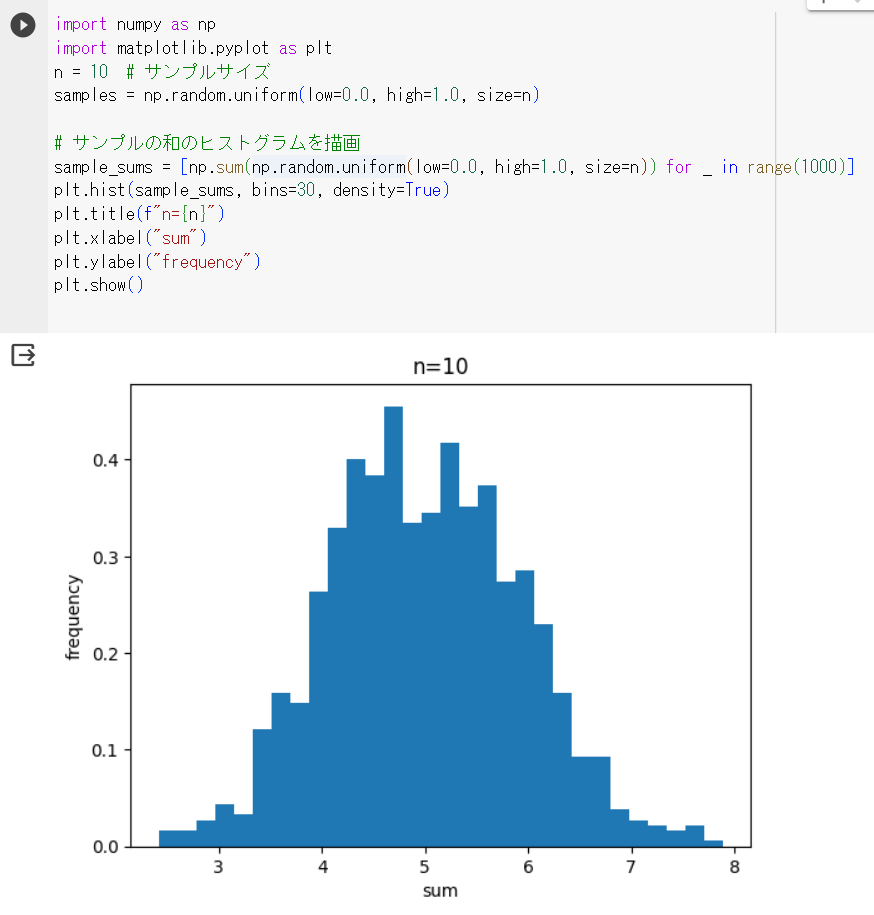 import numpy as np
import matplotlib.pyplot as plt
n = 10  # サンプルサイズ
samples = np.random.uniform(low=0.0, high=1.0, size=n)
# サンプルの和のヒストグラムを描画
sample_sums = [np.sum(np.random.uniform(low=0.0, high=1.0, size=n)) for _ in range(1000)]
plt.hist(sample_sums, bins=30, density=True)
plt.title(f"n={n}")
plt.xlabel("sum")
plt.ylabel("frequency")
plt.show()
n=10
frequency
0.4
0.3
0.2
0.1
0.0
3 4 5 6 7 8
sum